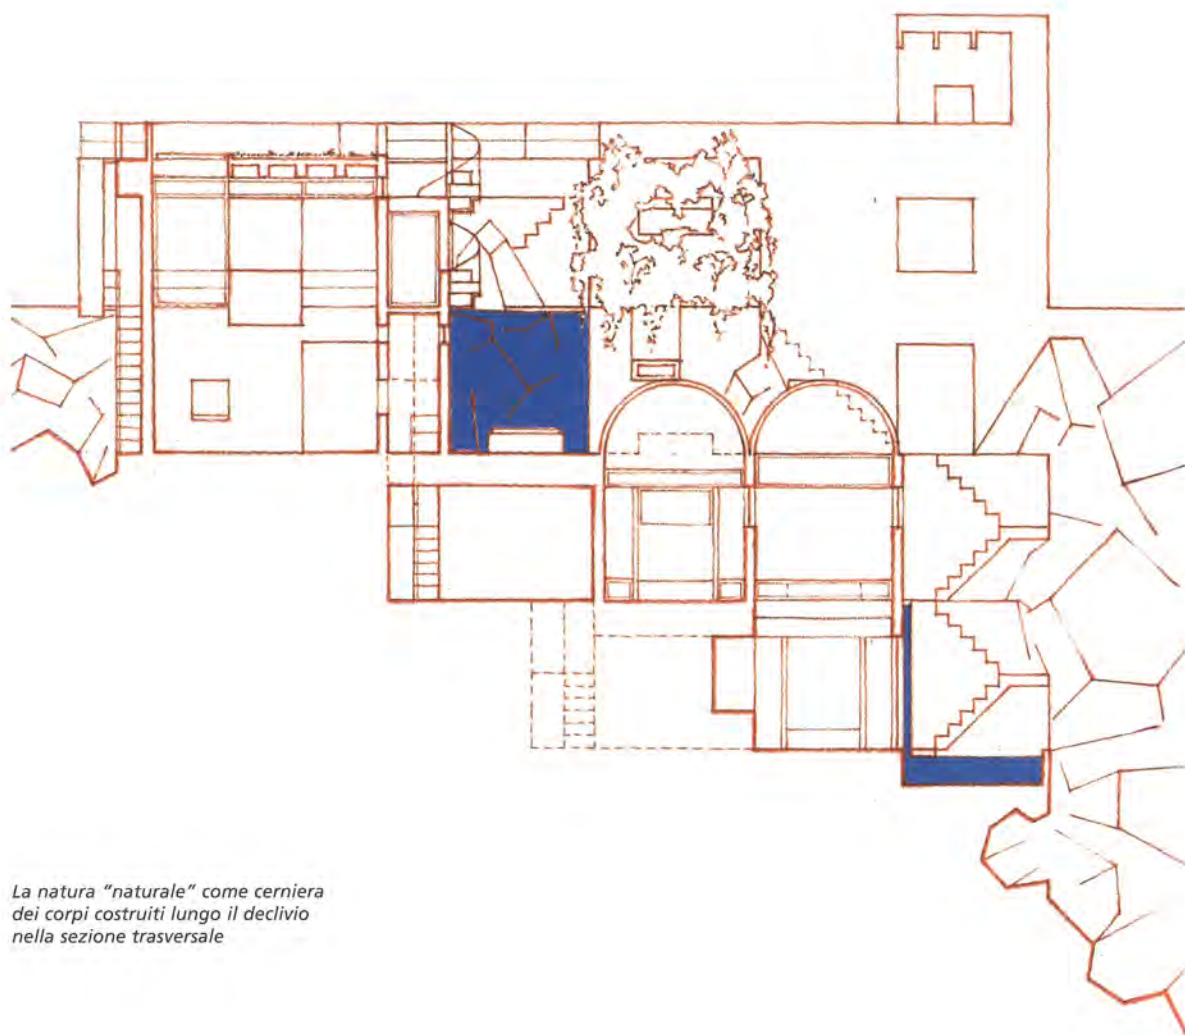 La natura “naturale” come cerniera
dei corpi costruiti lungo il declivio
nella sezione trasversale